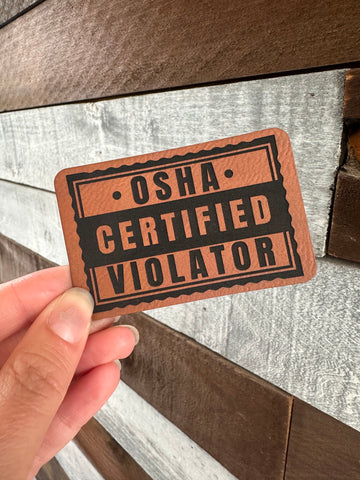 • OSHA •
CERTIFIED
VIOLATOR